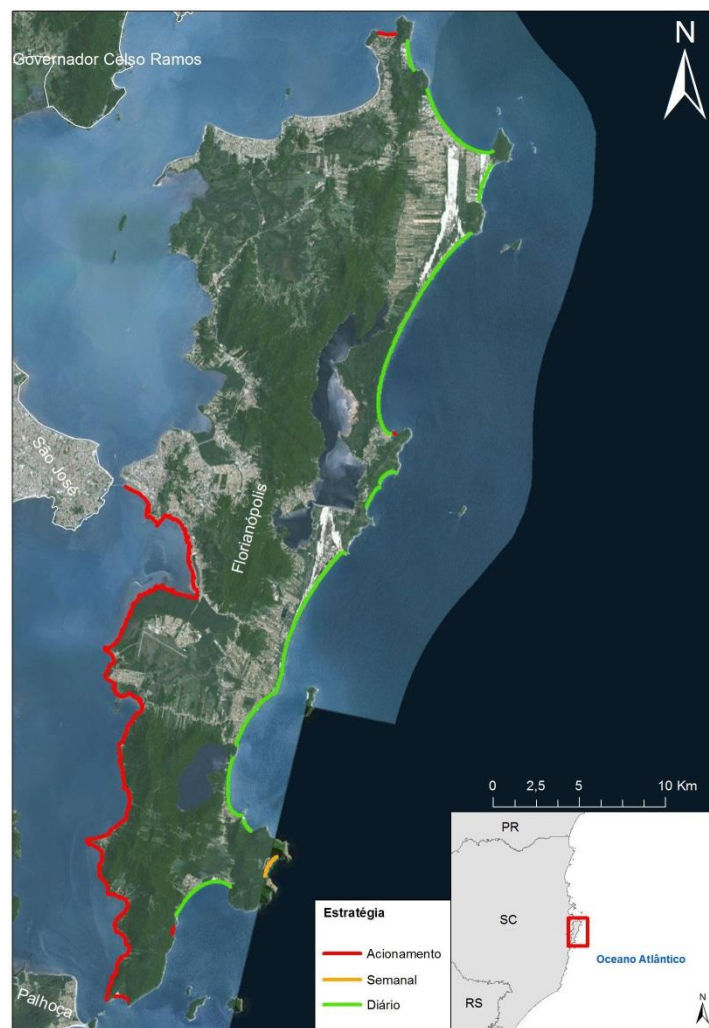 Governador Celso Ramos
N
São José
Florianópolis
0 2,5 5 10 Km
PR
SC
RS
Oceano Atlântico
N
Estratégia
Acionamento
Semanal
Diário
Palhoça